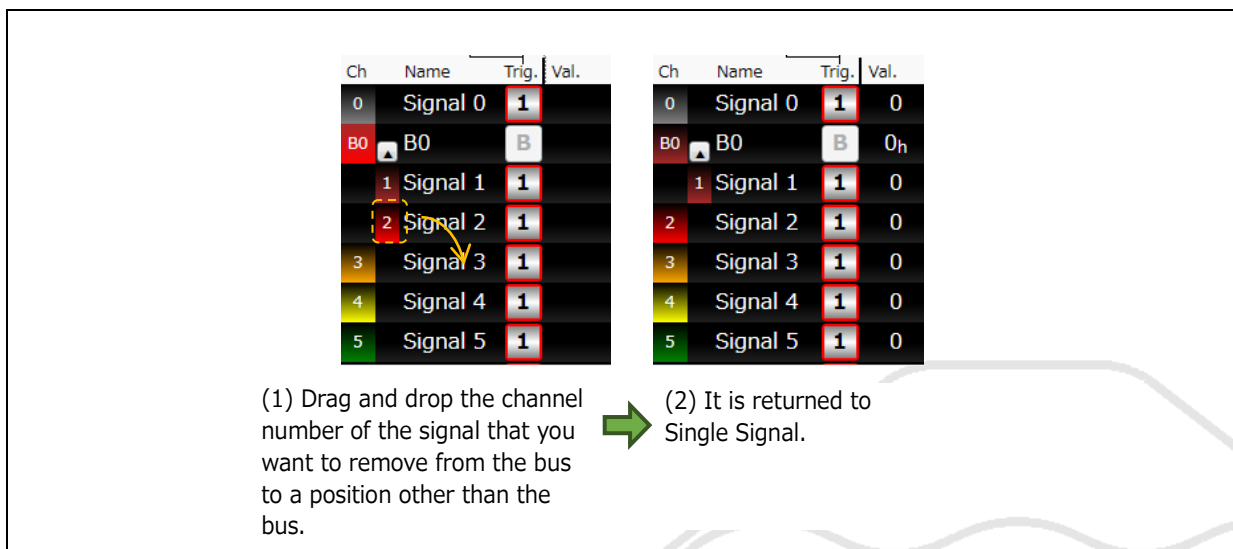 Ch Name Trig. Val.
0 Signal 0 1
B0 ▲ B0 B
1 Signal 1 1
2 Signal 2 1
3 Signal 3 1
4 Signal 4 1
5 Signal 5 1
Ch Name Trig. Val.
0 Signal 0 1 0
B0 ▲ B0 B 0h
1 Signal 1 1 0
2 Signal 2 1 0
3 Signal 3 1 0
4 Signal 4 1 0
5 Signal 5 1 0
(1) Drag and drop the channel
number of the signal that you
want to remove from the bus
to a position other than the
bus.
(2) It is returned to
Single Signal.